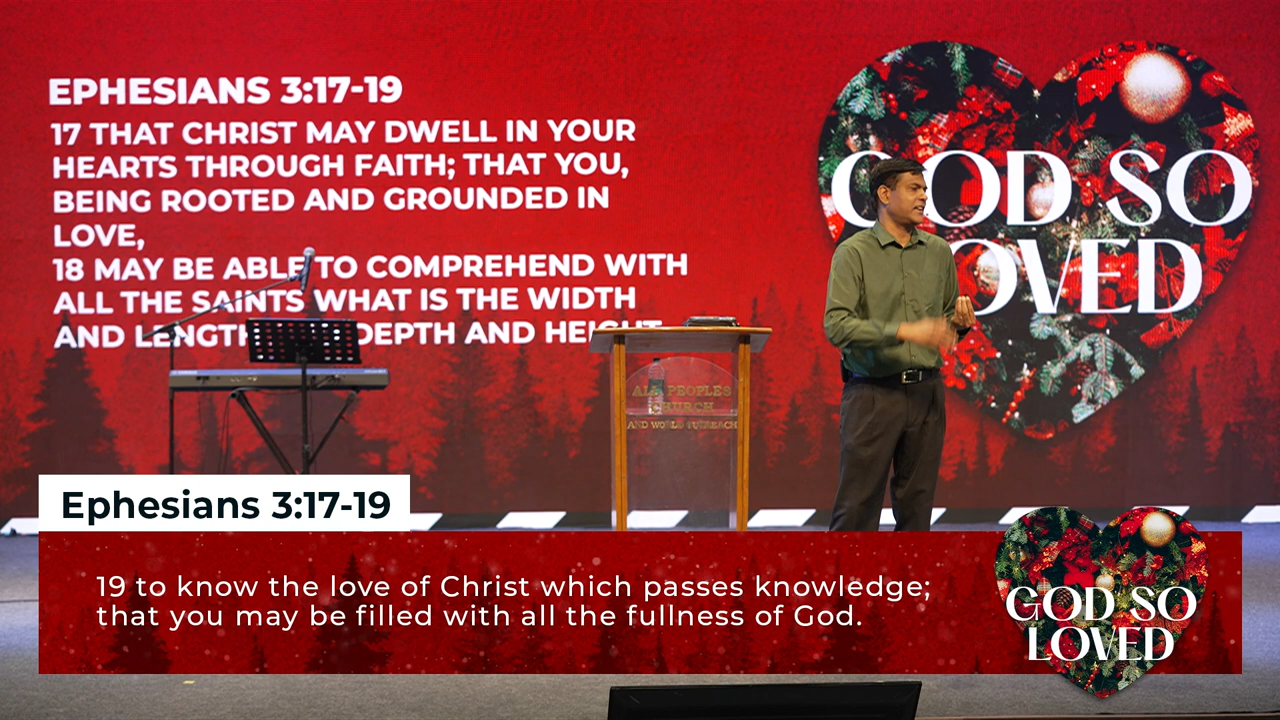 EPHESIANS 3:17-19
17 THAT CHRIST MAY DWELL IN YOUR
HEARTS THROUGH FAITH; THAT YOU,
BEING ROOTED AND GROUNDED IN
LOVE,
18 MAY BE ABLE TO COMPREHEND WITH
ALL THE SAINTS WHAT IS THE WIDTH
AND LENGTH DEPTH AND HEIGHT
GOD SO
LOVED
ALL PEOPLES
CHURCH
AND WORLD OUTREACH
Ephesians 3:17-19
19 to know the love of Christ which passes knowledge;
that you may be filled with all the fullness of God.
GOD SO
LOVED